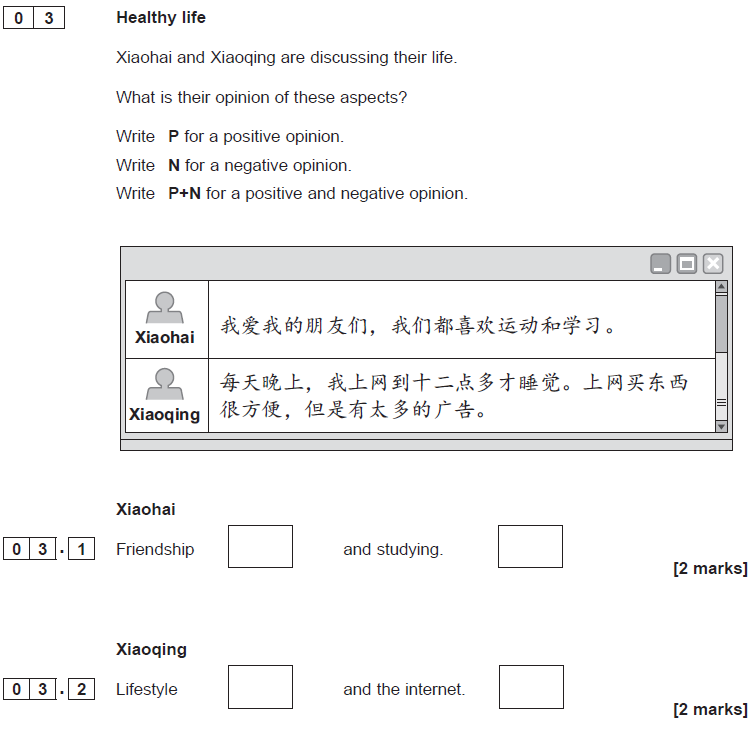 0 3 Healthy life
Xiaohai and Xiaoqing are discussing their life.
What is their opinion of these aspects?
Write P for a positive opinion.
Write N for a negative opinion.
Write P+N for a positive and negative opinion.
Xiaohai 我爱我的朋友们，我们都喜欢运动和学习。
Xiaoqing 每天晚上，我上网到十二点多才睡觉。上网买东西
很方便，但是有太多的广告。
Xiaohai
0 3 . 1 Friendship and studying.
[2 marks]
Xiaoqing
0 3 . 2 Lifestyle and the internet.
[2 marks]